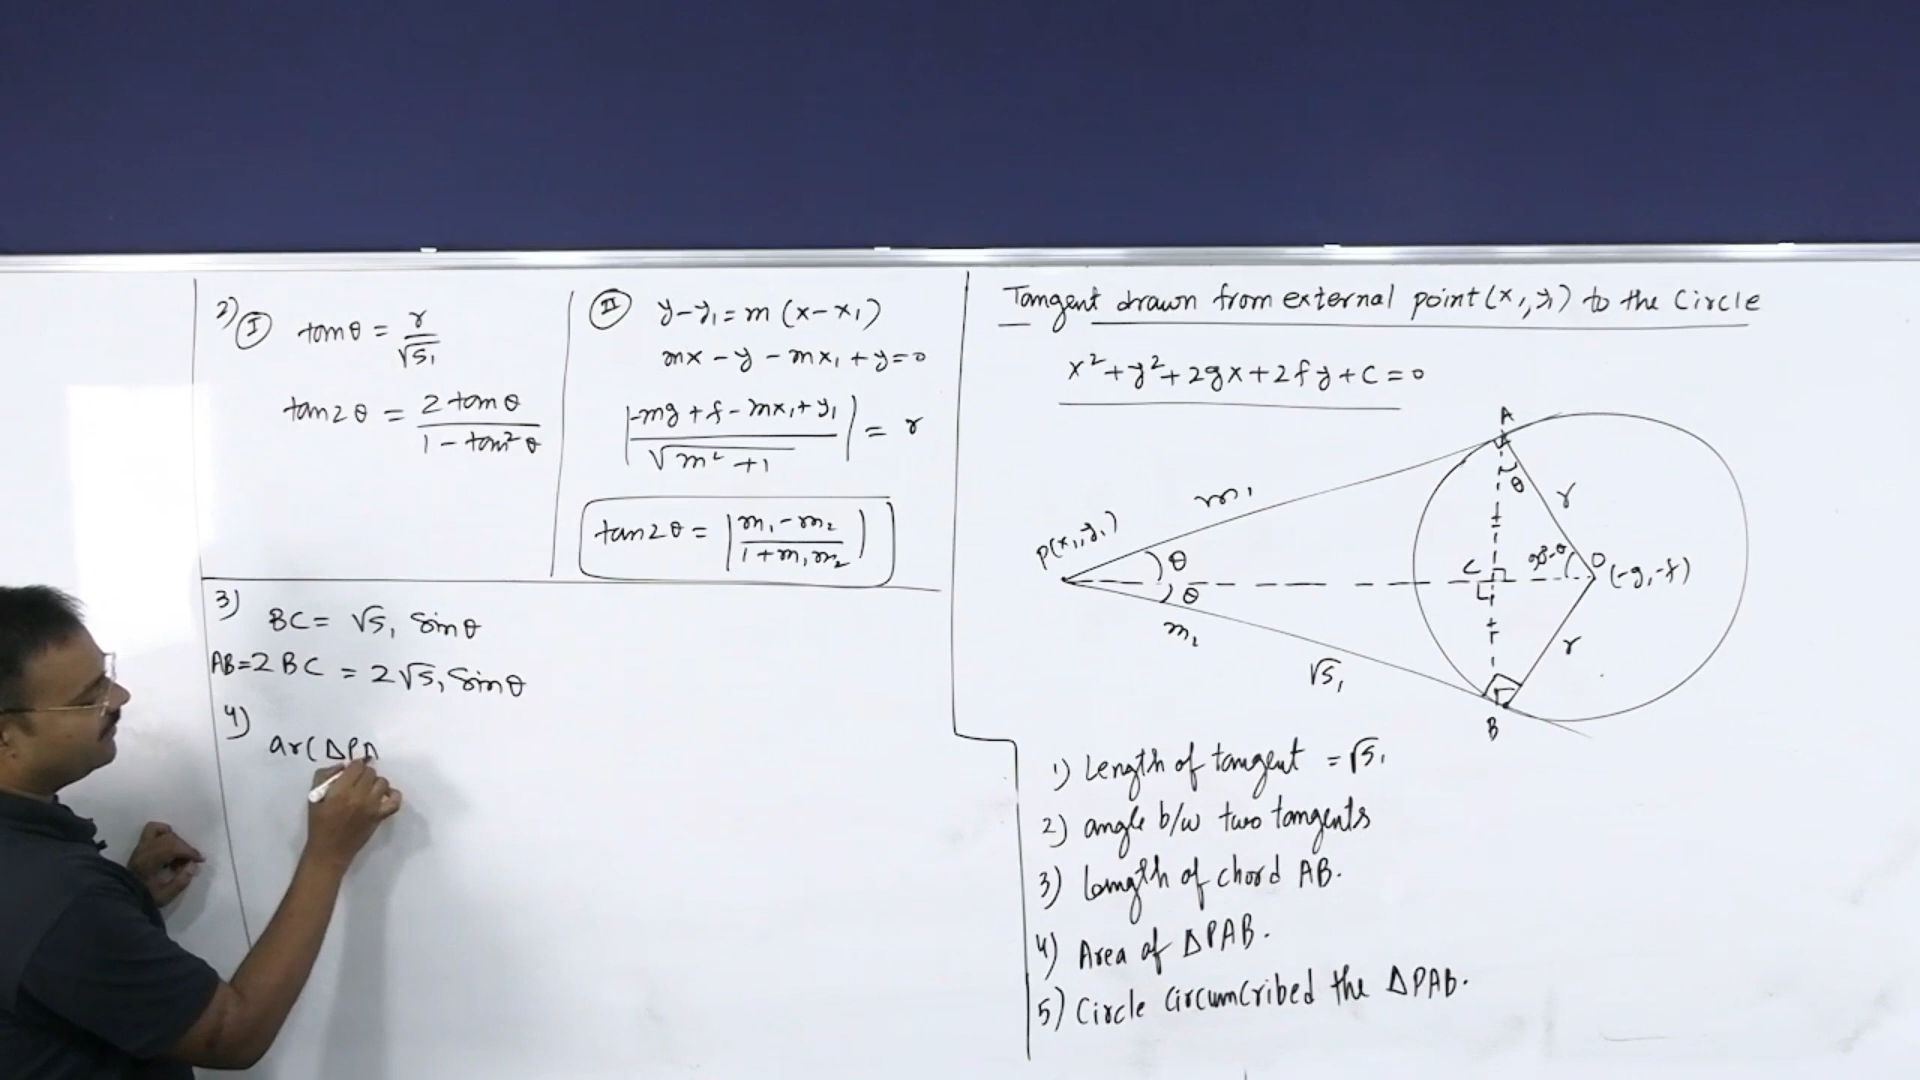 Tangent drawn from external point (x₁, y₁) to the Circle
x² + y² + 2gx + 2fy + c = 0
A
θ
r
m₁
P(x₁, y₁)
θ
θ
C
90°-θ
O
(-g, -f)
m₂
√S₁
r
B
1) Length of tangent = √S₁
2) angle b/w two tangents
3) Length of chord AB.
4) Area of ΔPAB.
5) Circle circumcribed the ΔPAB.
2) I tanθ = r/√S₁
tan2θ = 2tanθ/(1 - tan²θ)
II y - y₁ = m(x - x₁)
mx - y - mx₁ + y = 0
|(-mg + f - mx₁ + y₁)/√(m² + 1)| = r
tan2θ = |(m₁ - m₂)/(1 + m₁m₂)|
3) BC = √S₁ sinθ
AB = 2BC = 2√S₁ sinθ
4)
ar(ΔPA